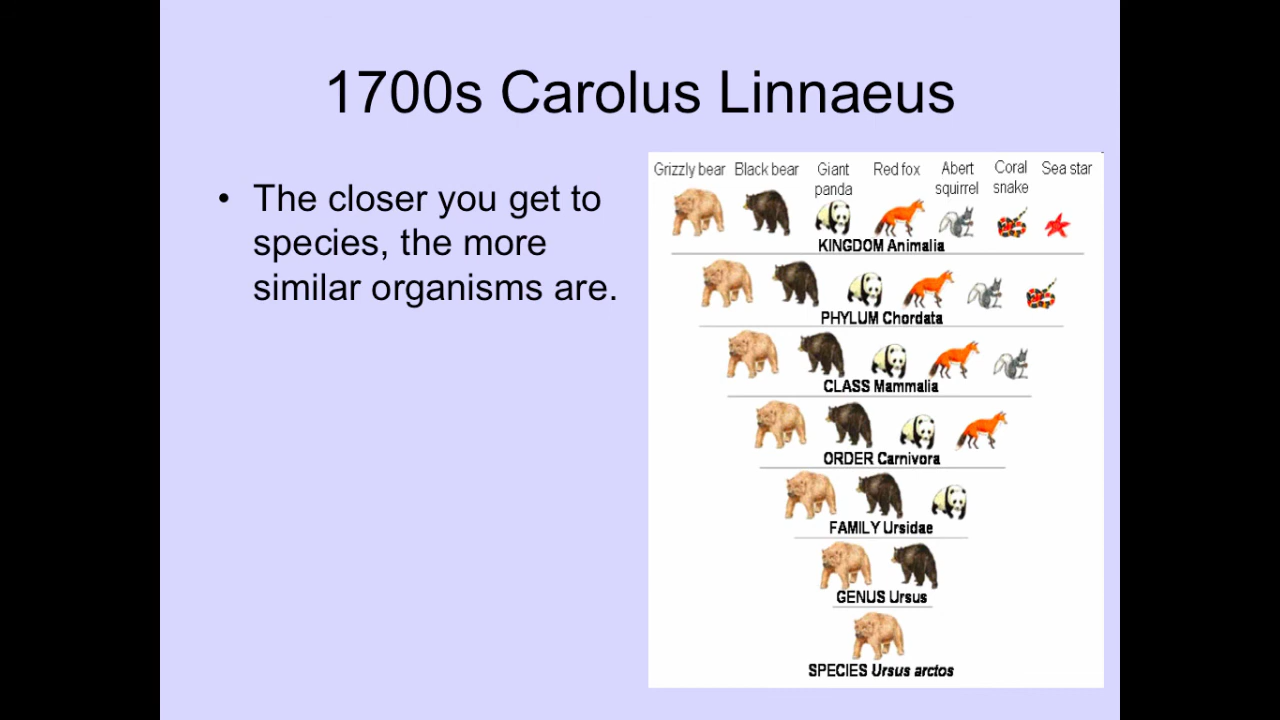 1700s Carolus Linnaeus
• The closer you get to
species, the more
similar organisms are.
Grizzly bear Black bear Giant panda Red fox Abert squirrel Coral snake Sea star
KINGDOM Animalia
PHYLUM Chordata
CLASS Mammalia
ORDER Carnivora
FAMILY Ursidae
GENUS Ursus
SPECIES Ursus arctos